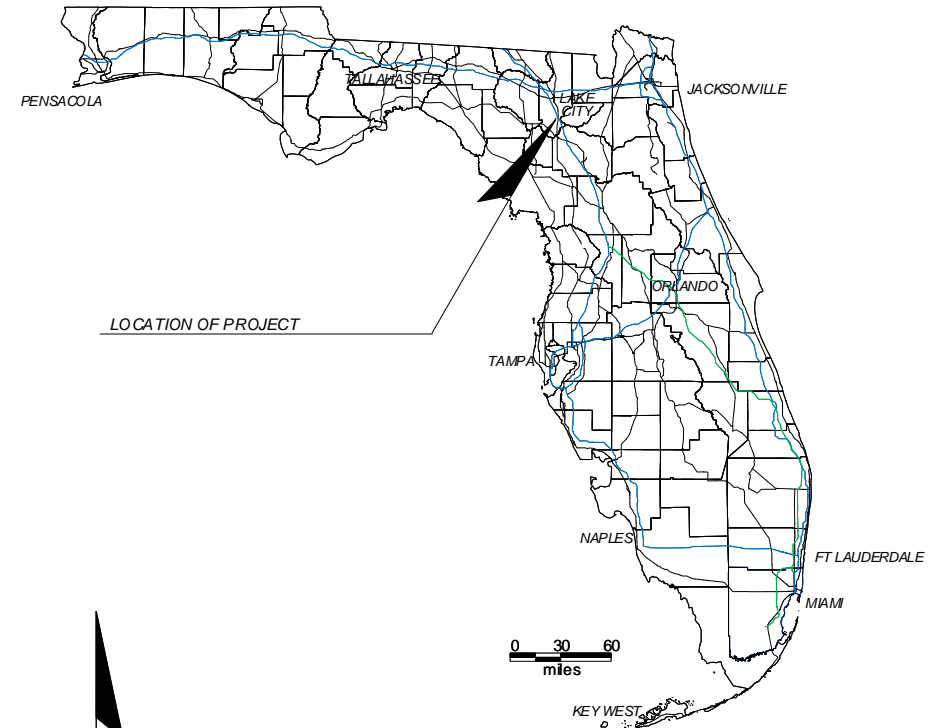 PENSACOLA
TALLAHASSEE
LAKE
CITY
JACKSONVILLE
ORLANDO
LOCATION OF PROJECT
TAMPA
NAPLES
FT LAUDERDALE
MIAMI
0 30 60
miles
KEY WEST